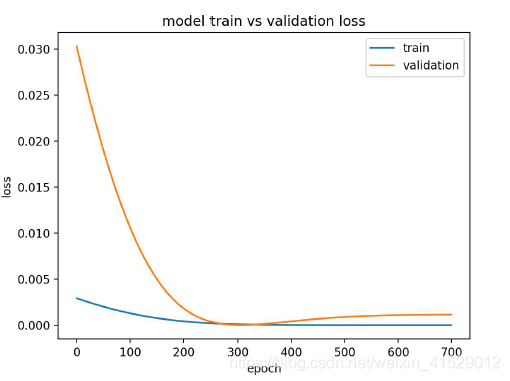 model train vs validation loss
train
validation
loss
0.030
0.025
0.020
0.015
0.010
0.005
0.000
0 100 200 300 400 500 600 700
epoch
https://blog.csdn.net/weixin_41529012